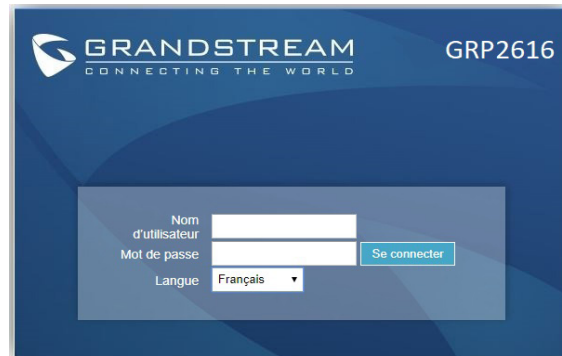 GRANDSTREAM
CONNECTING THE WORLD
GRP2616
Nom
d'utilisateur
Mot de passe
Se connecter
Langue
Français